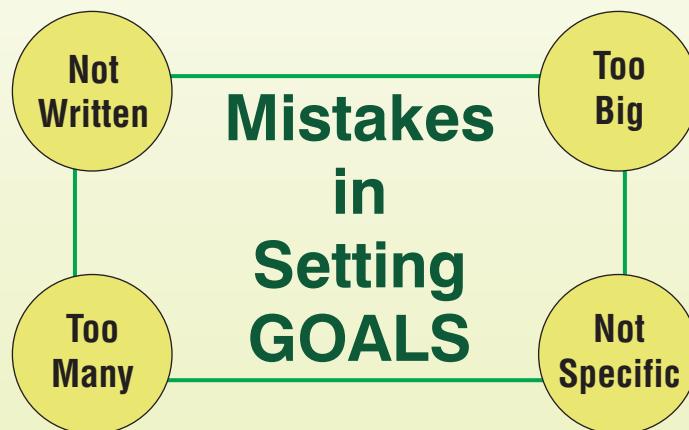 Not
Written
Too
Big
Mistakes
in
Setting
GOALS
Too
Many
Not
Specific